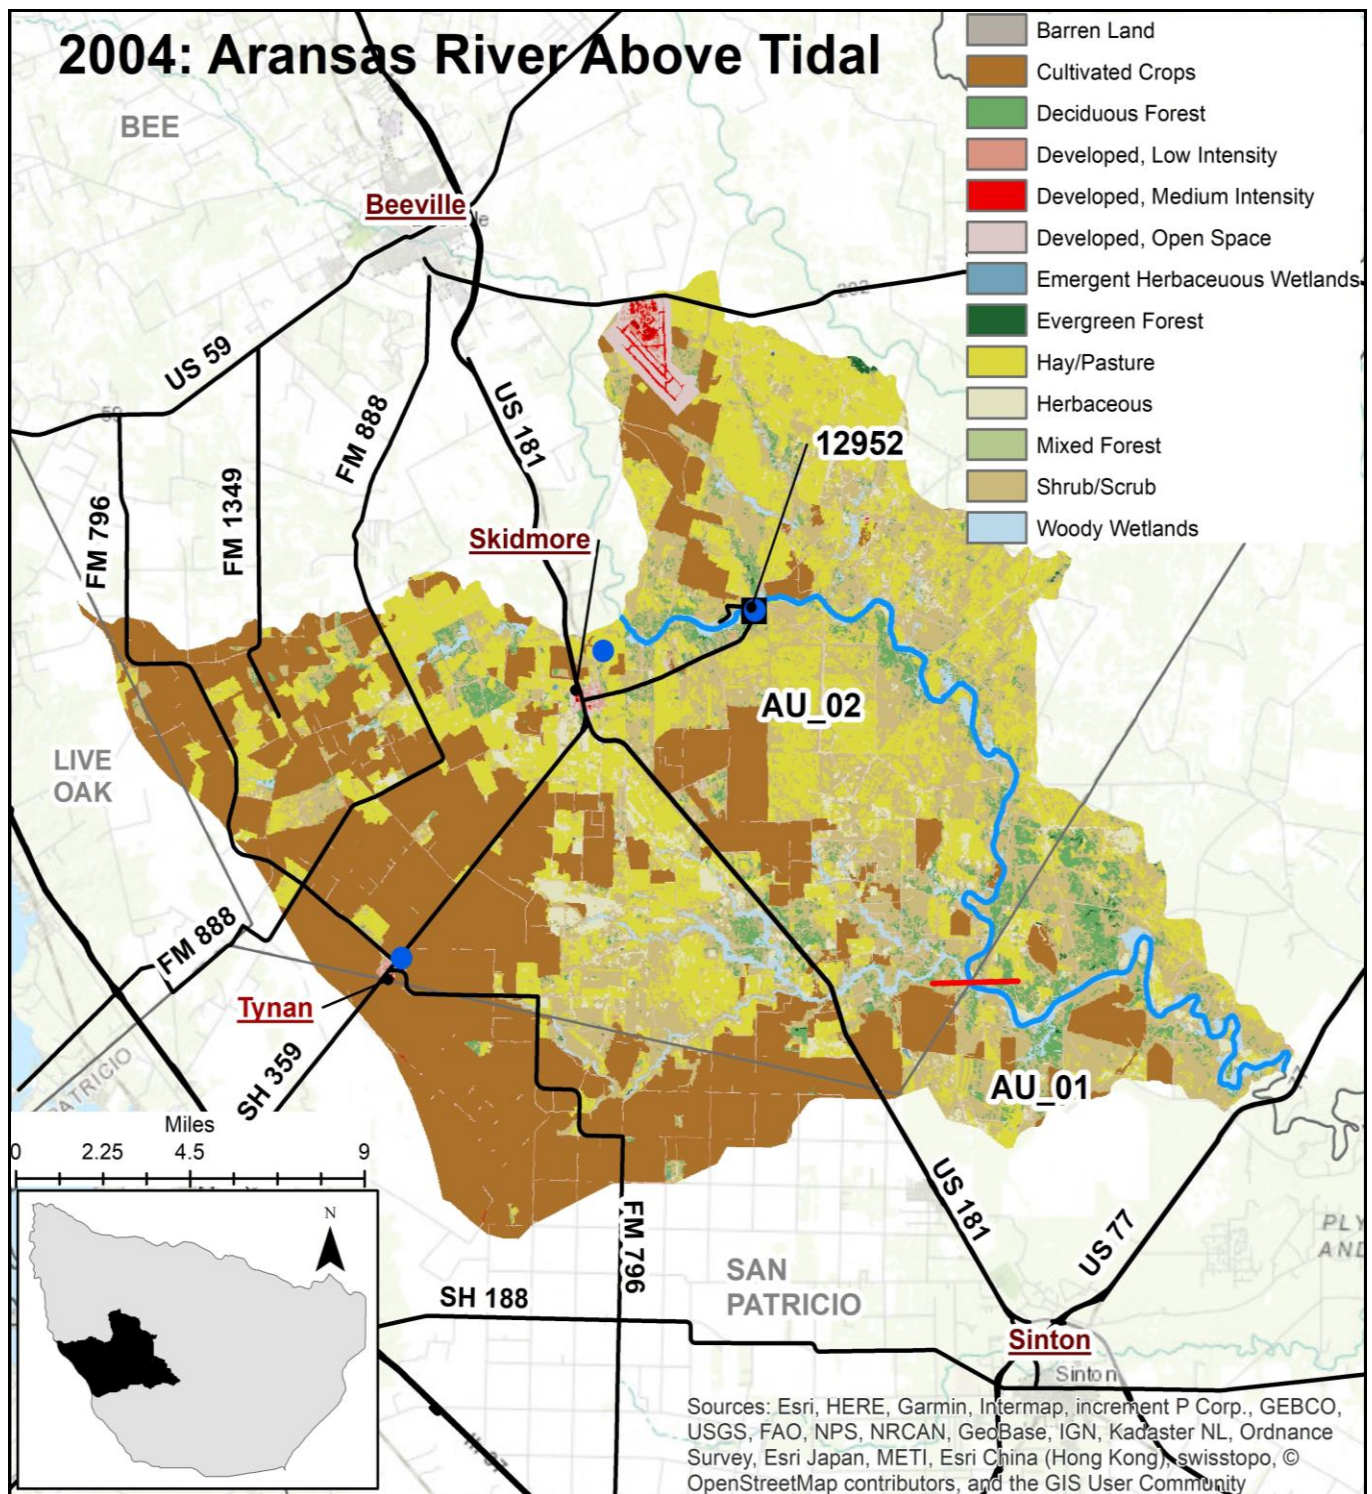 2004: Aransas River Above Tidal
Barren Land
Cultivated Crops
Deciduous Forest
Developed, Low Intensity
Developed, Medium Intensity
Developed, Open Space
Emergent Herbaceuous Wetlands
Evergreen Forest
Hay/Pasture
Herbaceous
Mixed Forest
Shrub/Scrub
Woody Wetlands
BEE
Beeville
202
US 59
59
FM 888
US 181
12952
FM 796
FM 1349
Skidmore
AU_02
LIVE
OAK
FM 888
Tynan
PATRICIO
SH 359
AU_01
Miles
0 2.25 4.5 9
N
US 181
US 77
FM 796
SAN
PATRICIO
SH 188
Sinton
Sinton
Sources: Esri, HERE, Garmin, Intermap, increment P Corp., GEBCO,
USGS, FAO, NPS, NRCAN, GeoBase, IGN, Kadaster NL, Ordnance
Survey, Esri Japan, METI, Esri China (Hong Kong), swisstopo, ©
OpenStreetMap contributors, and the GIS User Community